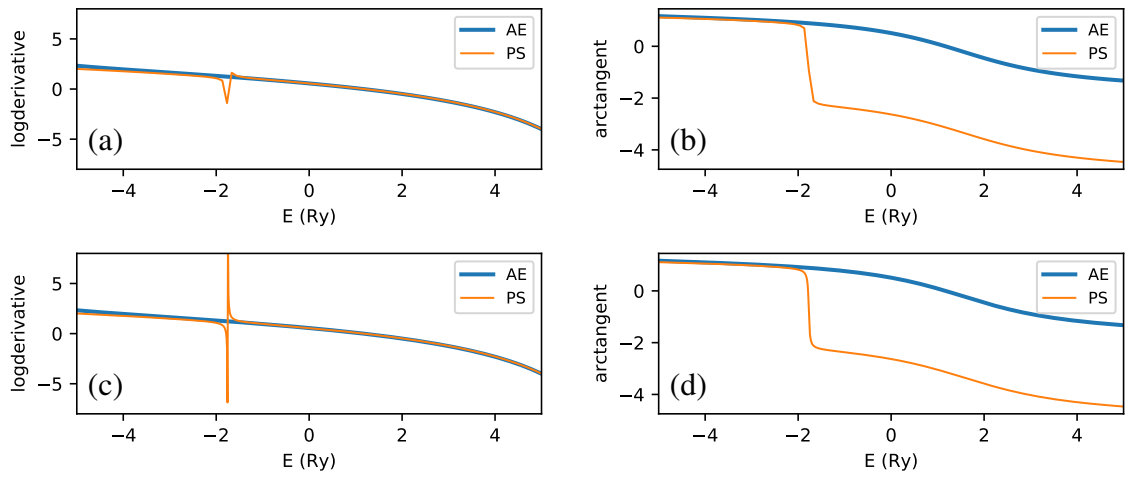 logderivative
5
0
−5
(a)
AE
PS
−4
−2
0
2
4
E (Ry)
arctangent
0
−2
−4
(b)
AE
PS
−4
−2
0
2
4
E (Ry)
logderivative
5
0
−5
(c)
AE
PS
−4
−2
0
2
4
E (Ry)
arctangent
0
−2
−4
(d)
AE
PS
−4
−2
0
2
4
E (Ry)